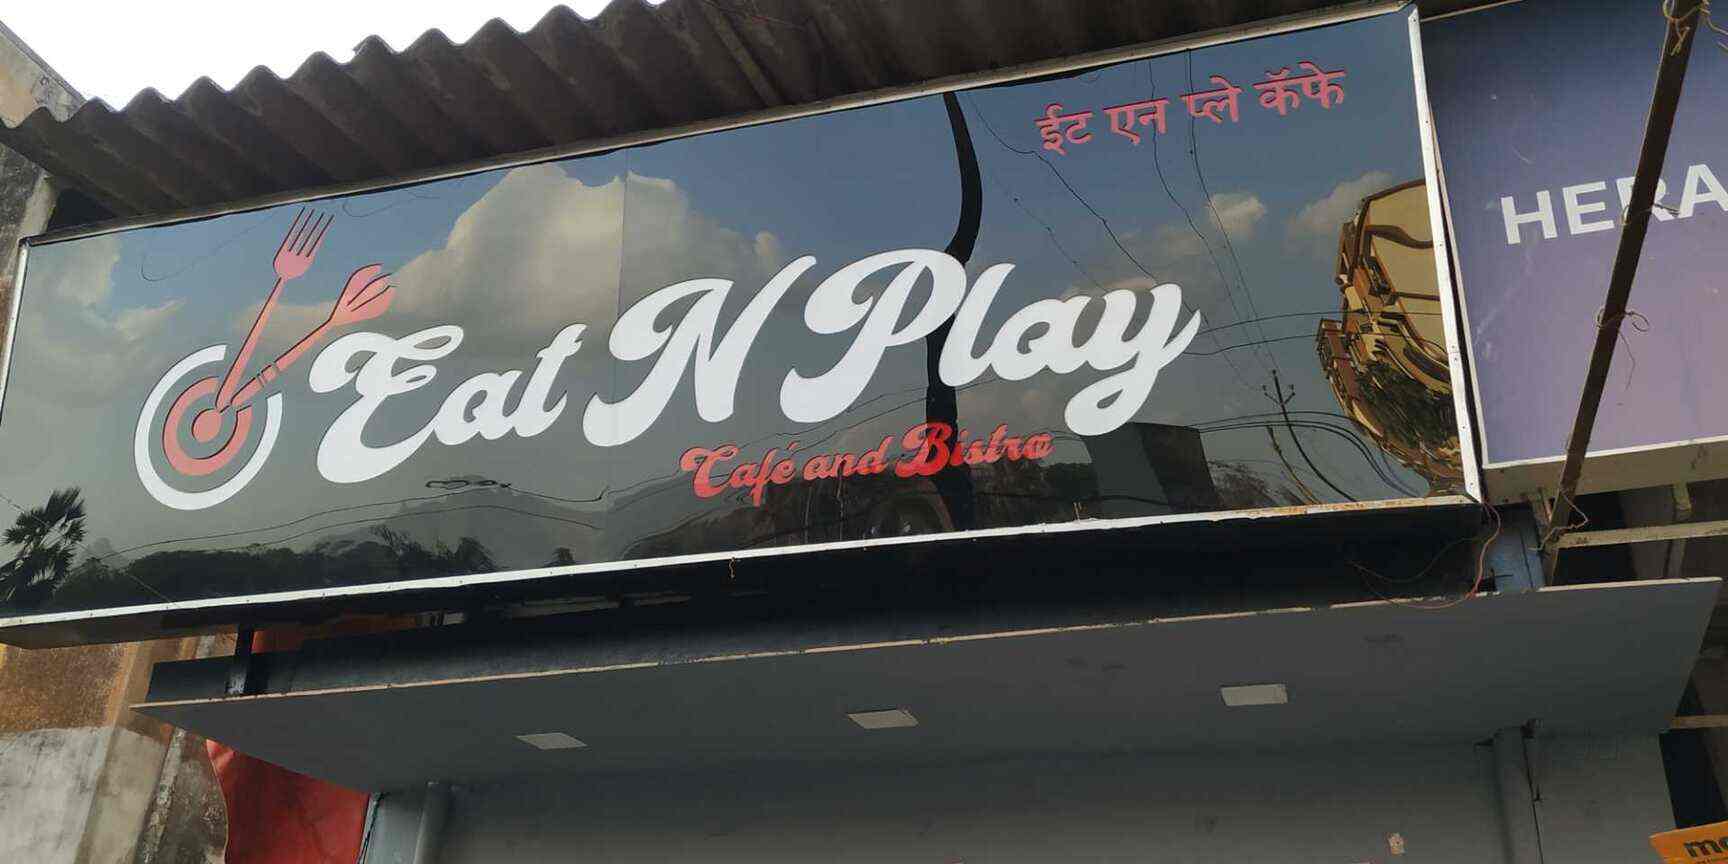 ईट एन प्ले कॅफे
Eat N Play
Café and Bistro
HERA